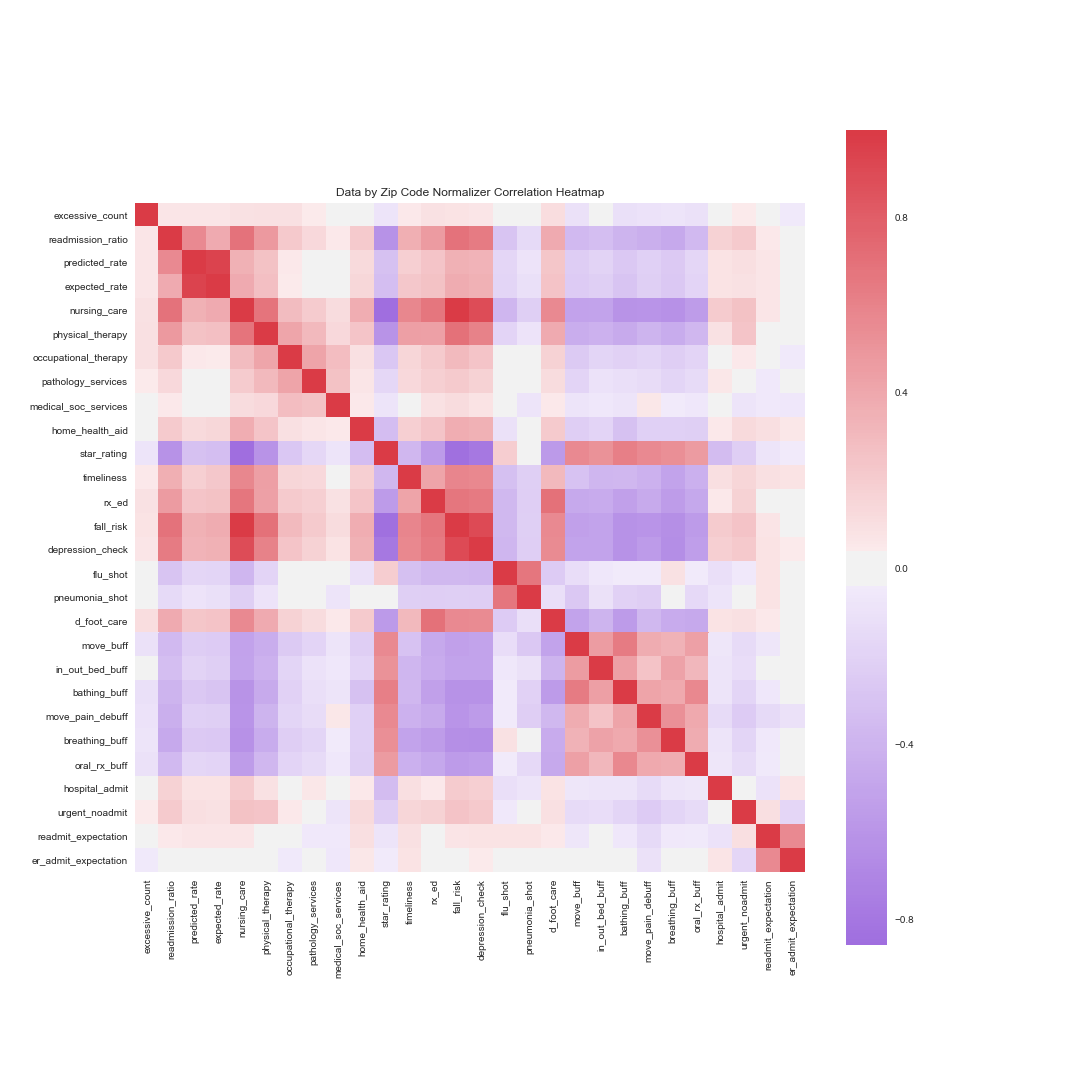 Data by Zip Code Normalizer Correlation Heatmap
excessive_count
readmission_ratio
predicted_rate
expected_rate
nursing_care
physical_therapy
occupational_therapy
pathology_services
medical_soc_services
home_health_aid
star_rating
timeliness
rx_ed
fall_risk
depression_check
flu_shot
pneumonia_shot
d_foot_care
move_buff
in_out_bed_buff
bathing_buff
move_pain_debuff
breathing_buff
oral_rx_buff
hospital_admit
urgent_noadmit
readmit_expectation
er_admit_expectation
excessive_count
readmission_ratio
predicted_rate
expected_rate
nursing_care
physical_therapy
occupational_therapy
pathology_services
medical_soc_services
home_health_aid
star_rating
timeliness
rx_ed
fall_risk
depression_check
flu_shot
pneumonia_shot
d_foot_care
move_buff
in_out_bed_buff
bathing_buff
move_pain_debuff
breathing_buff
oral_rx_buff
hospital_admit
urgent_noadmit
readmit_expectation
er_admit_expectation
0.8
0.4
0.0
−0.4
−0.8